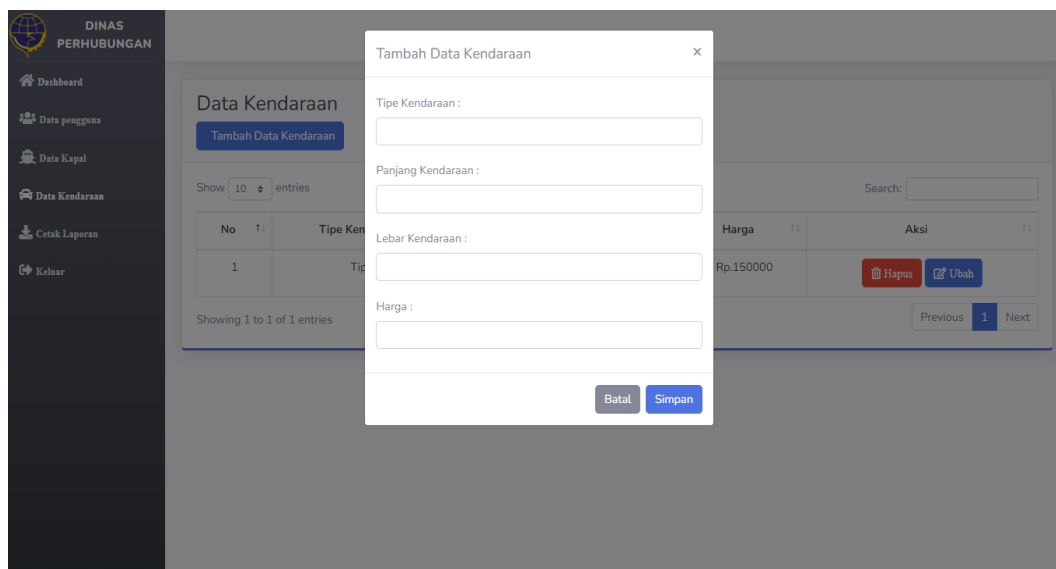 DINAS
PERHUBUNGAN
Dashboard
Data pengguna
Data Kapal
Data Kendaraan
Cetak Laporan
Keluar
Data Kendaraan
Tambah Data Kendaraan
Show 10 entries
Search:
No Tipe Ken Harga Aksi
1 Tip Rp.150000 Hapus Ubah
Showing 1 to 1 of 1 entries
Previous 1 Next
Tambah Data Kendaraan ×
Tipe Kendaraan :
Panjang Kendaraan :
Lebar Kendaraan :
Harga :
Batal Simpan